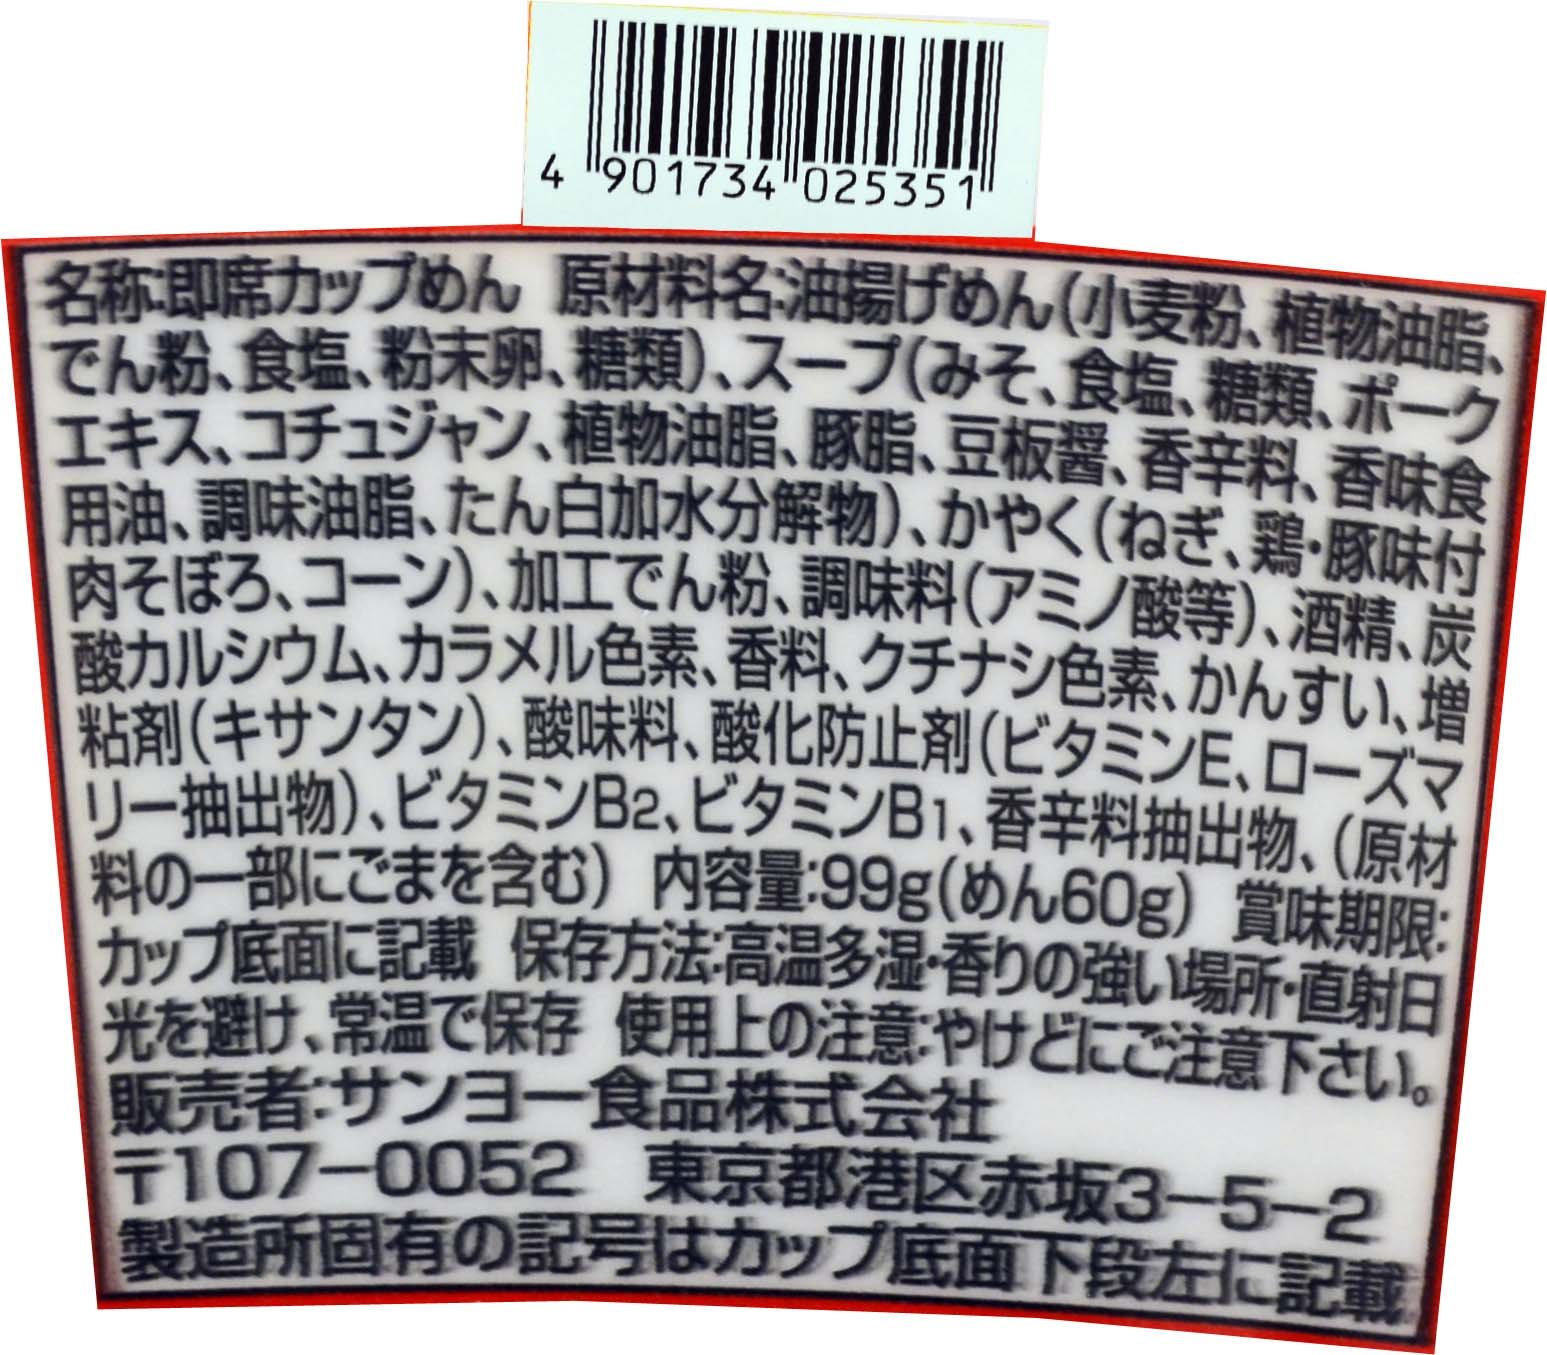 4 901734 025351
名称:即席カップめん 原材料名:油揚げめん(小麦粉、植物油脂、
でん粉、食塩、粉末卵、糖類)、スープ(みそ、食塩、糖類、ポーク
エキス、コチュジャン、植物油脂、豚脂、豆板醤、香辛料、香味食
用油、調味油脂、たん白加水分解物)、かやく(ねぎ、鶏・豚味付
肉そぼろ、コーン)、加工でん粉、調味料(アミノ酸等)、酒精、炭
酸カルシウム、カラメル色素、香料、クチナシ色素、かんすい、増
粘剤(キサンタン)、酸味料、酸化防止剤(ビタミンE、ローズマ
リー抽出物)、ビタミンB2、ビタミンB1、香辛料抽出物、(原材
料の一部にごまを含む) 内容量:99g(めん60g) 賞味期限:
カップ底面に記載 保存方法:高温多湿・香りの強い場所・直射日
光を避け、常温で保存 使用上の注意:やけどにご注意下さい。
販売者:サンヨー食品株式会社
〒107-0052 東京都港区赤坂3-5-2
製造所固有の記号はカップ底面下段左に記載